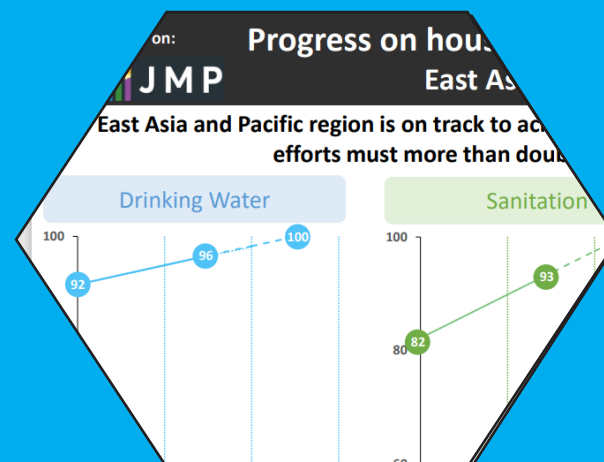 on: Progress on hous
JMP East As
East Asia and Pacific region is on track to ac
efforts must more than doub
Drinking Water Sanitation
100 100 100
96
92 93
82
80